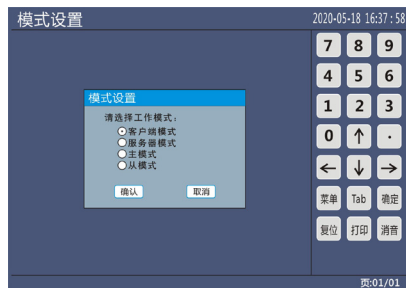 模式设置
2020-05-18 16:37:58
模式设置
请选择工作模式:
客户端模式
服务器模式
主模式
从模式
确认 取消
7 8 9
4 5 6
1 2 3
0 ↑ ·
← ↓ →
菜单 Tab 确定
复位 打印 消音
页:01/01